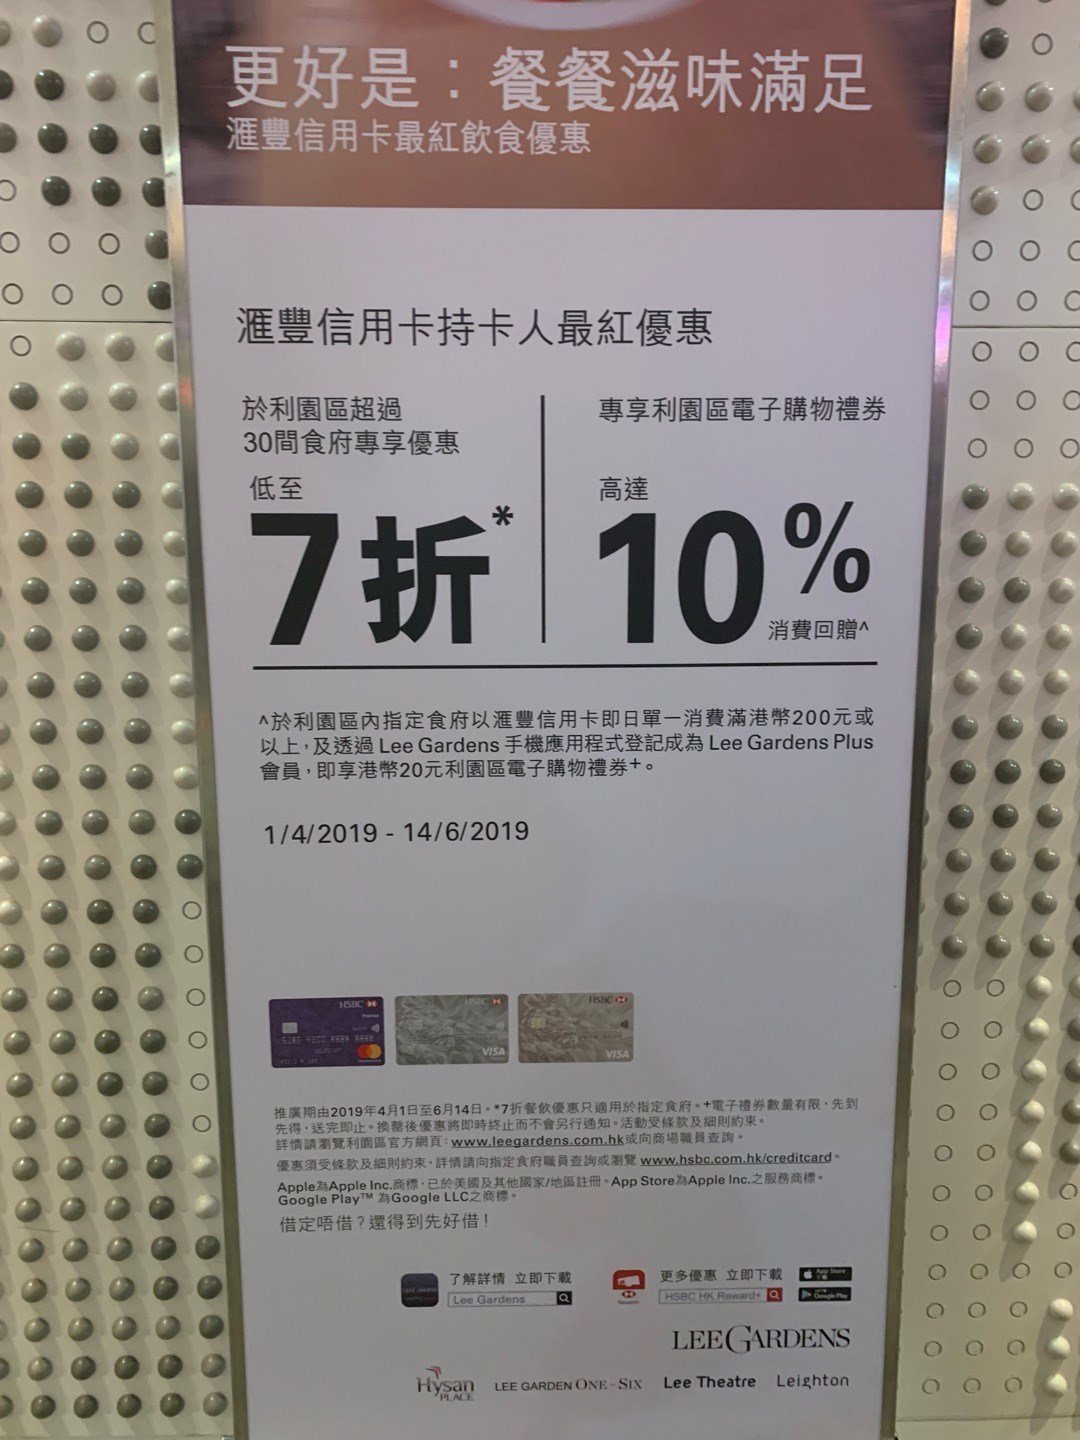 更好是：餐餐滋味滿足
滙豐信用卡最紅飲食優惠
滙豐信用卡持卡人最紅優惠
於利園區超過
30間食府專享優惠
低至
7折*
專享利園區電子購物禮券
高達
10%
消費回贈^
^於利園區內指定食府以滙豐信用卡即日單一消費滿港幣200元或
以上，及透過 Lee Gardens 手機應用程式登記成為 Lee Gardens Plus
會員，即享港幣20元利園區電子購物禮券+。
1/4/2019 - 14/6/2019
HSBC
HSBC
VISA
HSBC
VISA
推廣期由2019年4月1日至6月14日。*7折餐飲優惠只適用於指定食府。+電子禮券數量有限，先到
先得，送完即止。換罄後優惠將即時終止而不會另行通知。活動受條款及細則約束。
詳情請瀏覽利園區官方網頁：www.leegardens.com.hk或向商場職員查詢。
優惠須受條款及細則約束，詳情請向指定食府職員查詢或瀏覽 www.hsbc.com.hk/creditcard。
Apple為Apple Inc.商標，已於美國及其他國家/地區註冊。App Store為Apple Inc.之服務商標。
Google Play™ 為Google LLC之商標。
借定唔借？還得到先好借！
了解詳情 立即下載
Lee Gardens
更多優惠 立即下載
HSBC HK Reward+
App Store
下載
Google Play
Reward+
LEE GARDENS
Hysan
PLACE
LEE GARDEN ONE-SIX
Lee Theatre
Leighton